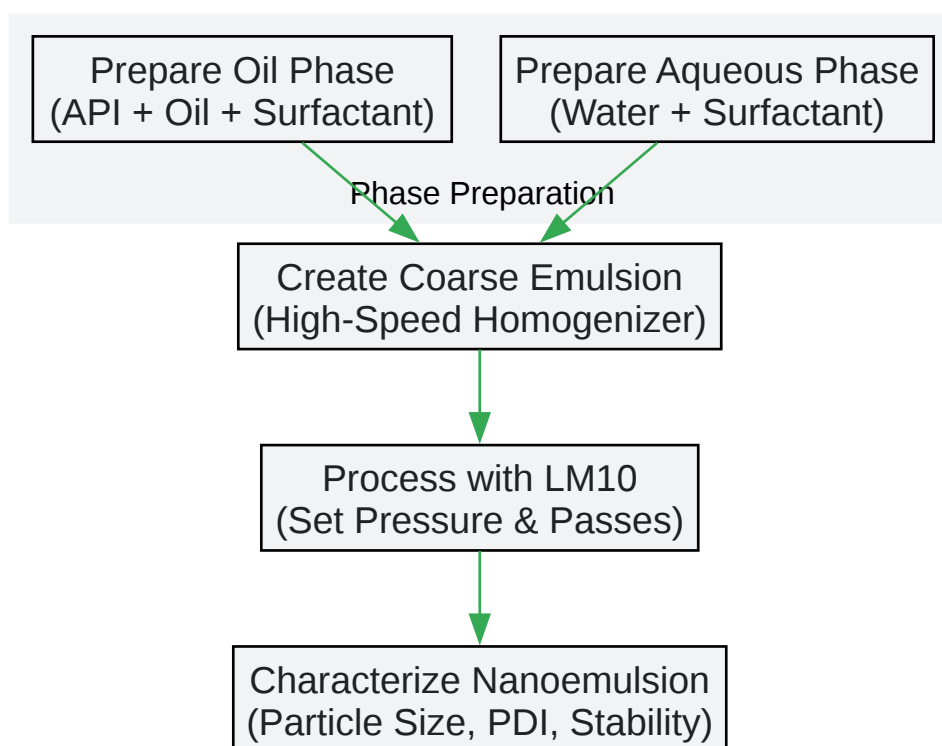 Prepare Oil Phase
(API + Oil + Surfactant)
Prepare Aqueous Phase
(Water + Surfactant)
Phase Preparation
Create Coarse Emulsion
(High-Speed Homogenizer)
Process with LM10
(Set Pressure & Passes)
Characterize Nanoemulsion
(Particle Size, PDI, Stability)